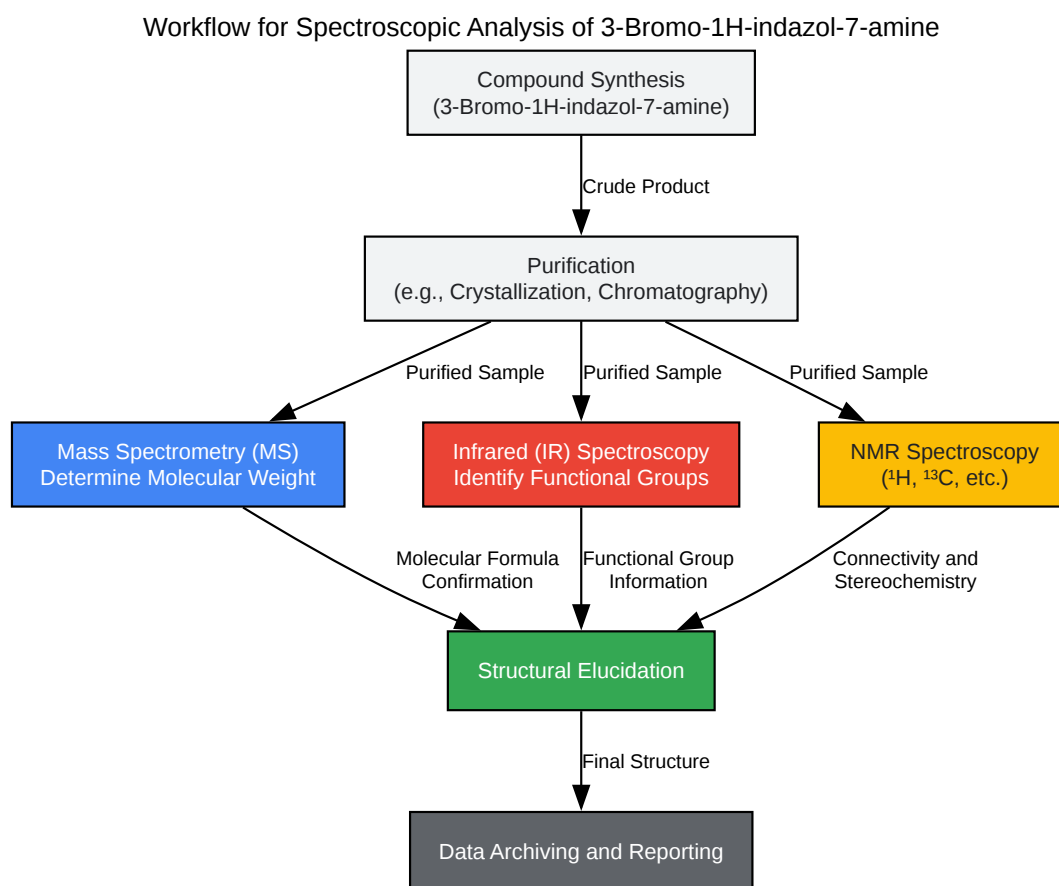 Workflow for Spectroscopic Analysis of 3-Bromo-1H-indazol-7-amine
Compound Synthesis
(3-Bromo-1H-indazol-7-amine)
Crude Product
Purification
(e.g., Crystallization, Chromatography)
Purified Sample
Purified Sample
Purified Sample
Mass Spectrometry (MS)
Determine Molecular Weight
Infrared (IR) Spectroscopy
Identify Functional Groups
NMR Spectroscopy
(¹H, ¹³C, etc.)
Molecular Formula
Confirmation
Functional Group
Information
Connectivity and
Stereochemistry
Structural Elucidation
Final Structure
Data Archiving and Reporting